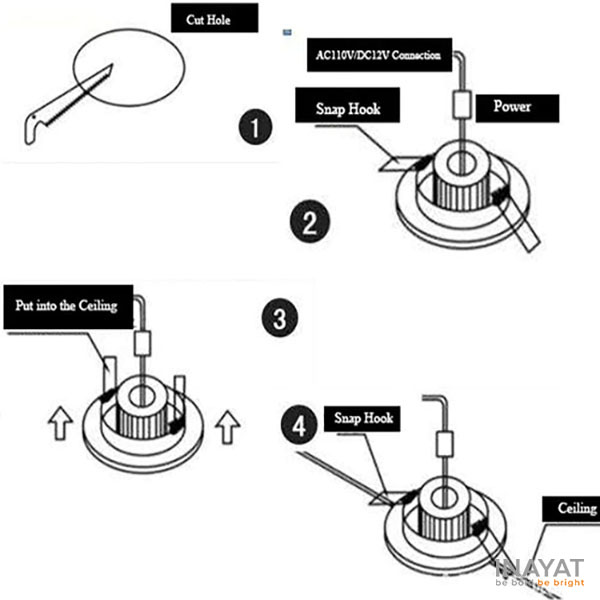 Cut Hole
1
AC110V/DC12V Connection
Snap Hook
Power
2
Put into the Ceiling
3
4
Snap Hook
Ceiling
INAYAT
be bold be bright